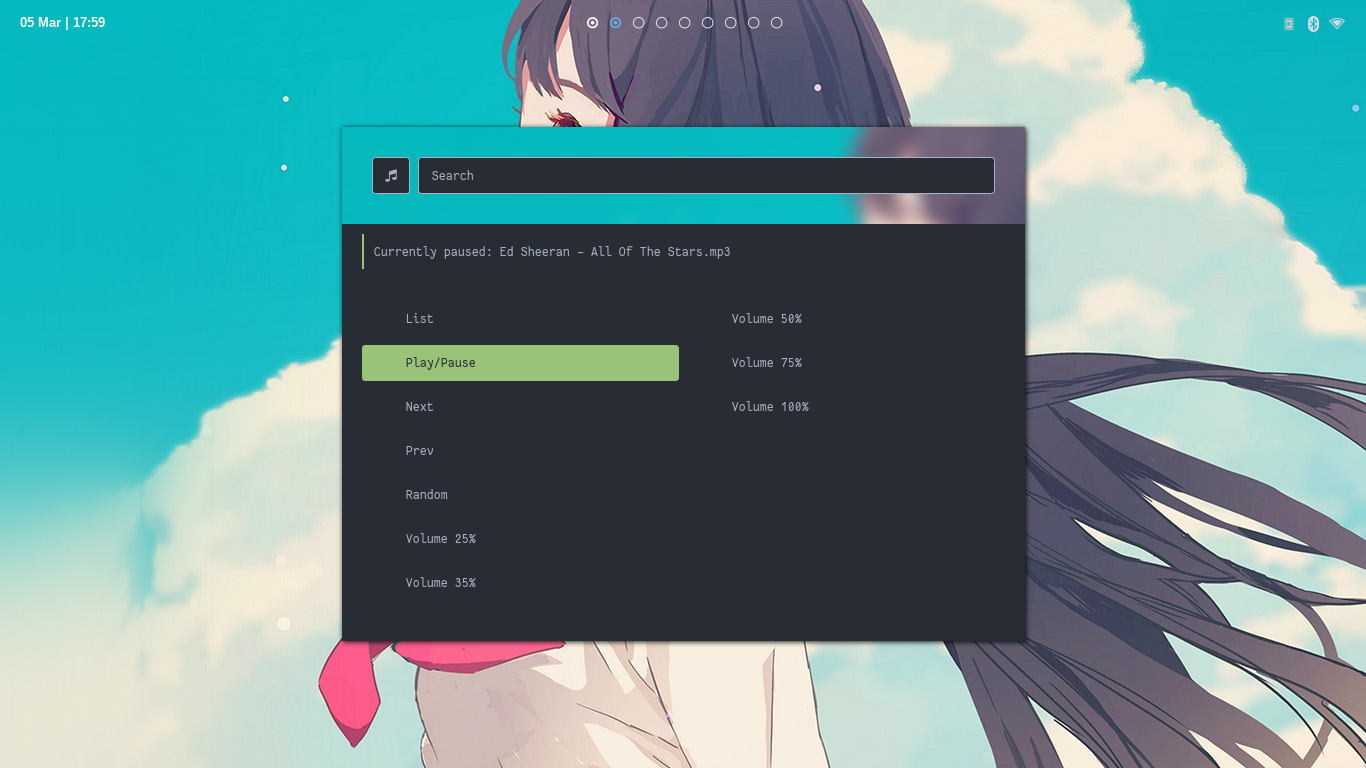 05 Mar | 17:59
Search
Currently paused: Ed Sheeran - All Of The Stars.mp3
List
Play/Pause
Next
Prev
Random
Volume 25%
Volume 35%
Volume 50%
Volume 75%
Volume 100%